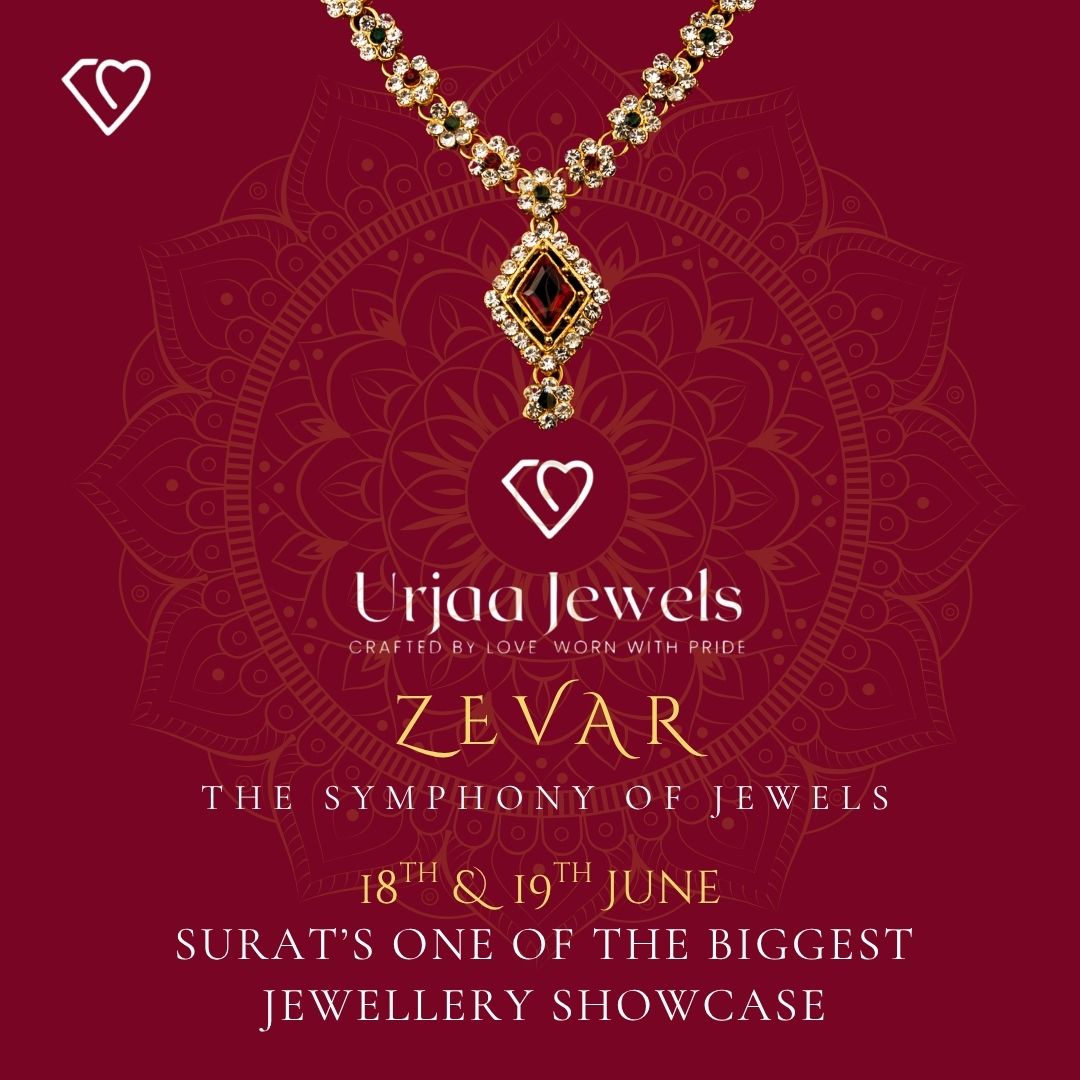 Urjaa Jewels
CRAFTED BY LOVE WORN WITH PRIDE
ZEVAR
THE SYMPHONY OF JEWELS
18TH & 19TH JUNE
SURAT'S ONE OF THE BIGGEST
JEWELLERY SHOWCASE